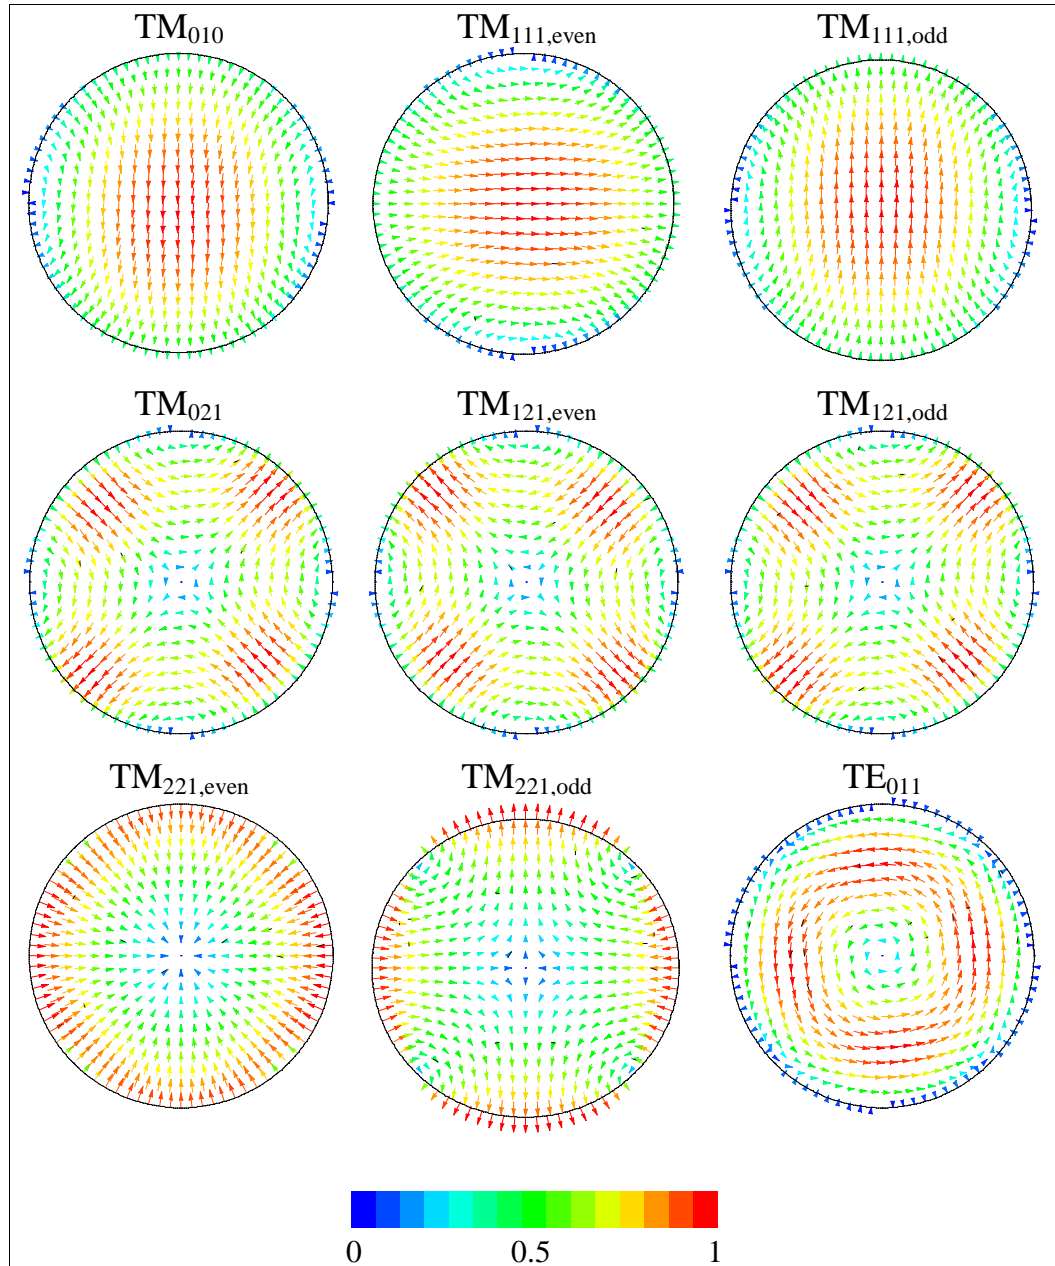 TM010 TM111,even TM111,odd
TM021 TM121,even TM121,odd
TM221,even TM221,odd TE011
0 0.5 1